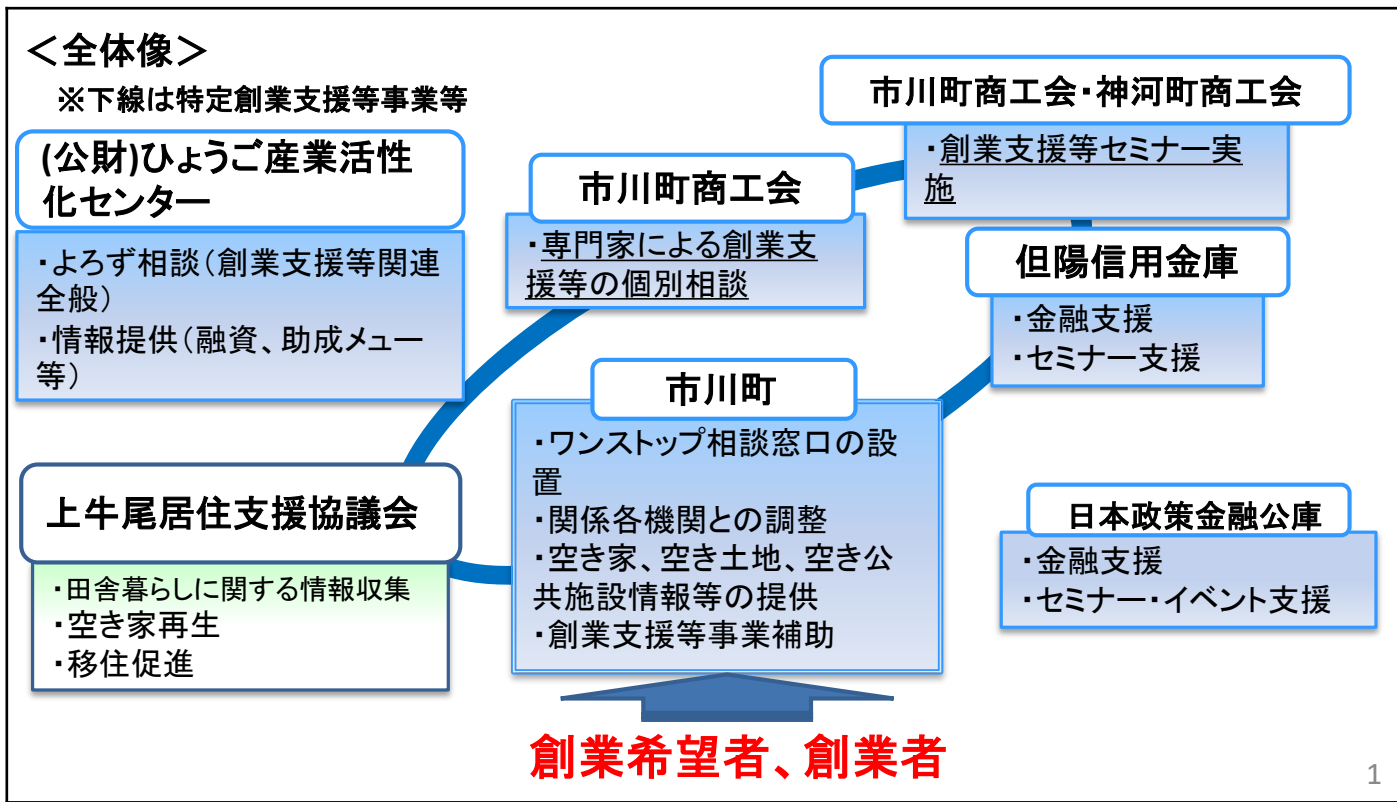 ＜全体像＞
※下線は特定創業支援等事業等
(公財)ひょうご産業活性
化センター
・よろず相談（創業支援等関連
全般）
・情報提供（融資、助成メュー
等）
市川町商工会
・専門家による創業支
援等の個別相談
市川町商工会・神河町商工会
・創業支援等セミナー実
施
但陽信用金庫
・金融支援
・セミナー支援
市川町
・ワンストップ相談窓口の設
置
・関係各機関との調整
・空き家、空き土地、空き公
共施設情報等の提供
・創業支援等事業補助
上牛尾居住支援協議会
・田舎暮らしに関する情報収集
・空き家再生
・移住促進
日本政策金融公庫
・金融支援
・セミナー・イベント支援
創業希望者、創業者
1